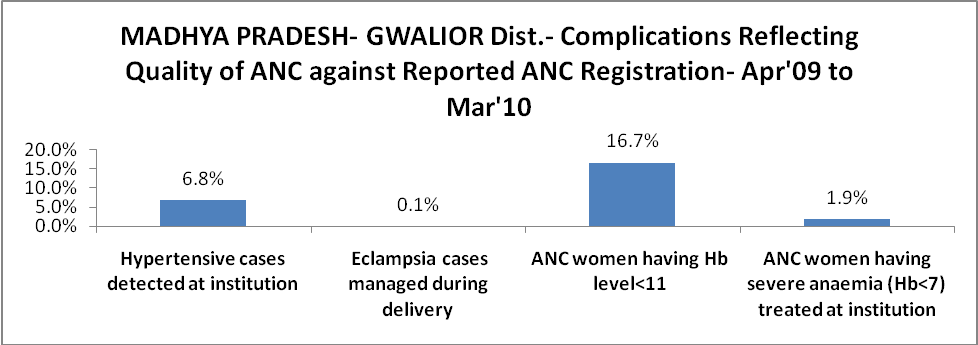 MADHYA PRADESH- GWALIOR Dist.- Complications Reflecting
Quality of ANC against Reported ANC Registration- Apr'09 to
Mar'10
20.0%
15.0%
10.0%
5.0%
0.0%
6.8%
0.1%
16.7%
1.9%
Hypertensive cases
detected at institution
Eclampsia cases
managed during
delivery
ANC women having Hb
level<11
ANC women having
severe anaemia (Hb<7)
treated at institution